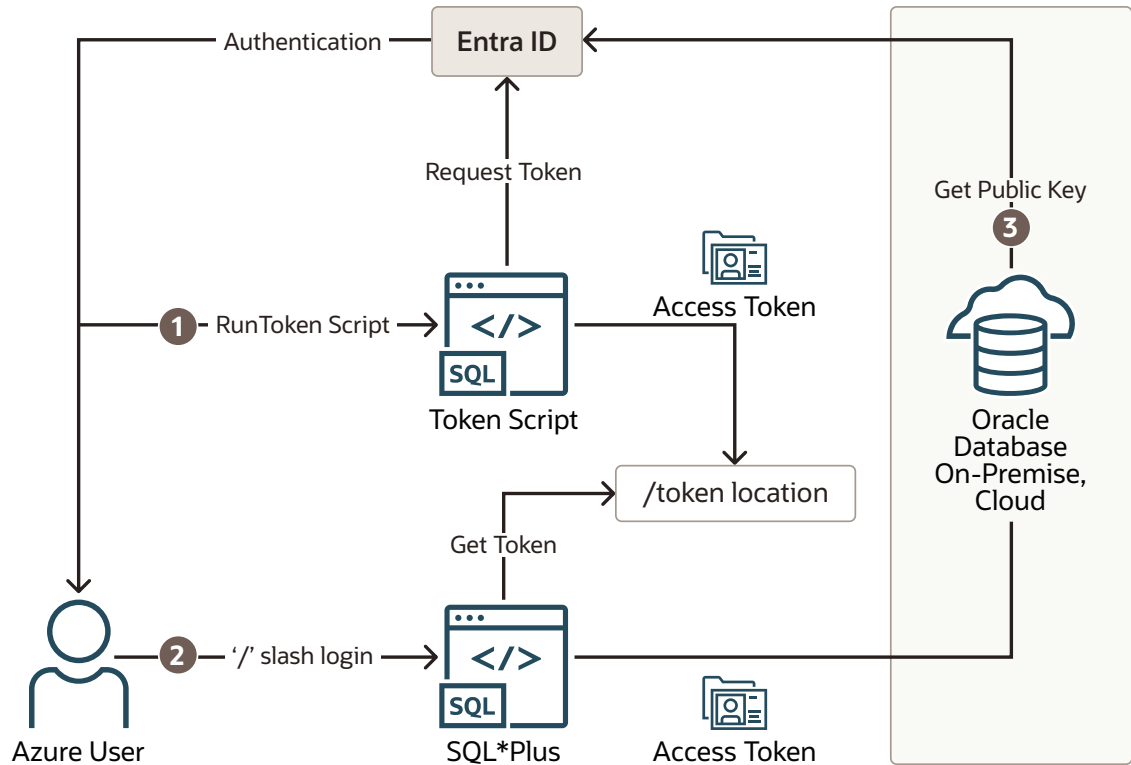 Authentication
Entra ID
Request Token
Get Public Key
3
Access Token
1
RunToken Script
</>
SQL
Token Script
Oracle
Database
On-Premise,
Cloud
/token location
Get Token
2
‘/’ slash login
</>
SQL
Azure User
SQL*Plus
Access Token